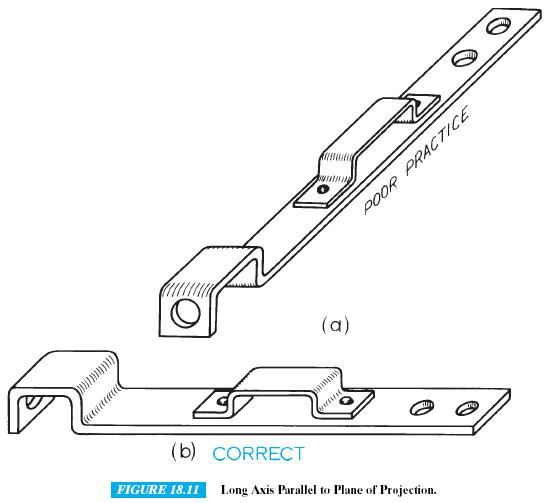 POOR PRACTICE
(a)
(b) CORRECT
FIGURE 18.11 Long Axis Parallel to Plane of Projection.